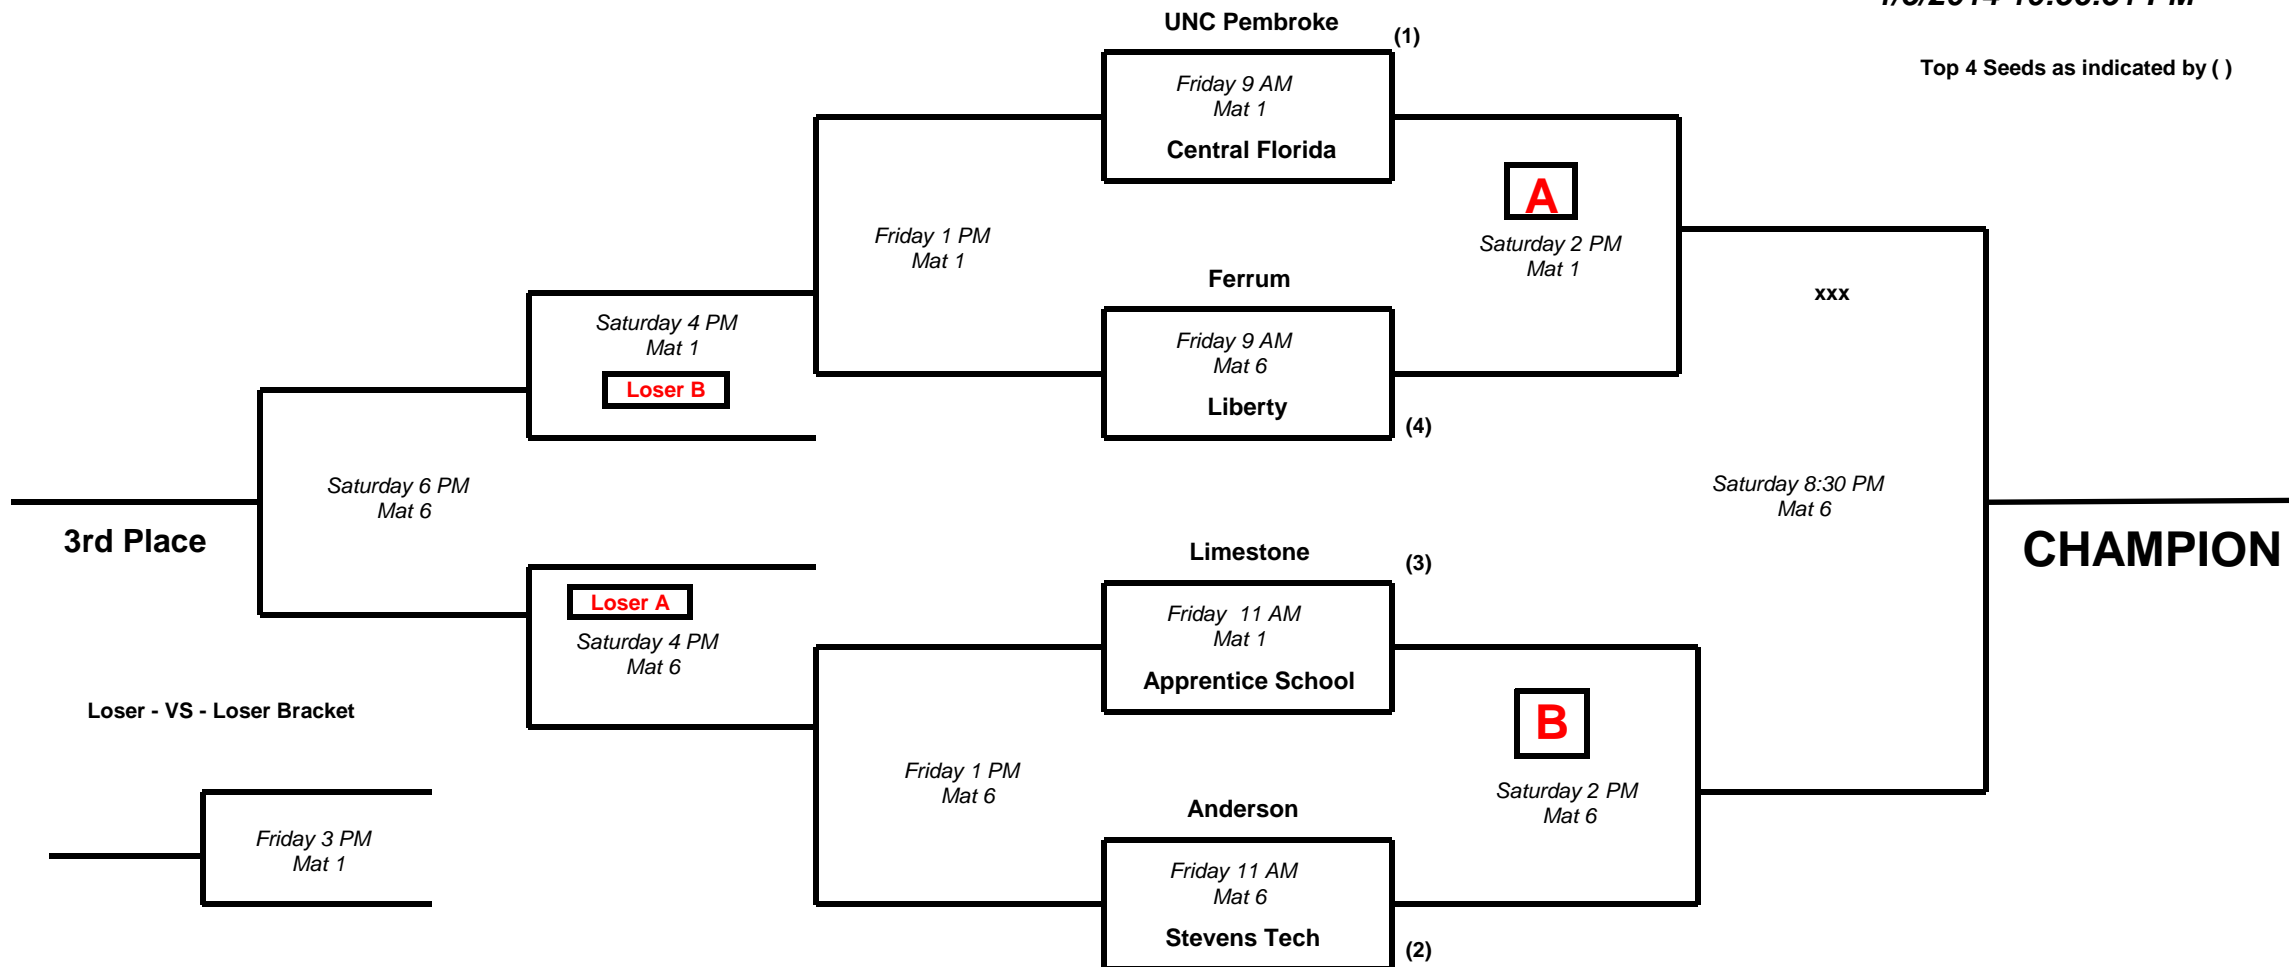 UNC Pembroke
(1)
Top 4 Seeds as indicated by ( )
Friday 9 AM
Mat 1
Central Florida
A
Friday 1 PM
Mat 1
Saturday 2 PM
Mat 1
Ferrum
xxx
Saturday 4 PM
Mat 1
Friday 9 AM
Mat 6
Loser B
Liberty
(4)
Saturday 6 PM
Mat 6
Saturday 8:30 PM
Mat 6
3rd Place
CHAMPION
Limestone
(3)
Loser A
Friday 11 AM
Mat 1
Saturday 4 PM
Mat 6
Apprentice School
Loser - VS - Loser Bracket
B
Friday 1 PM
Mat 6
Saturday 2 PM
Mat 6
Anderson
Friday 3 PM
Mat 1
Friday 11 AM
Mat 6
Stevens Tech
(2)